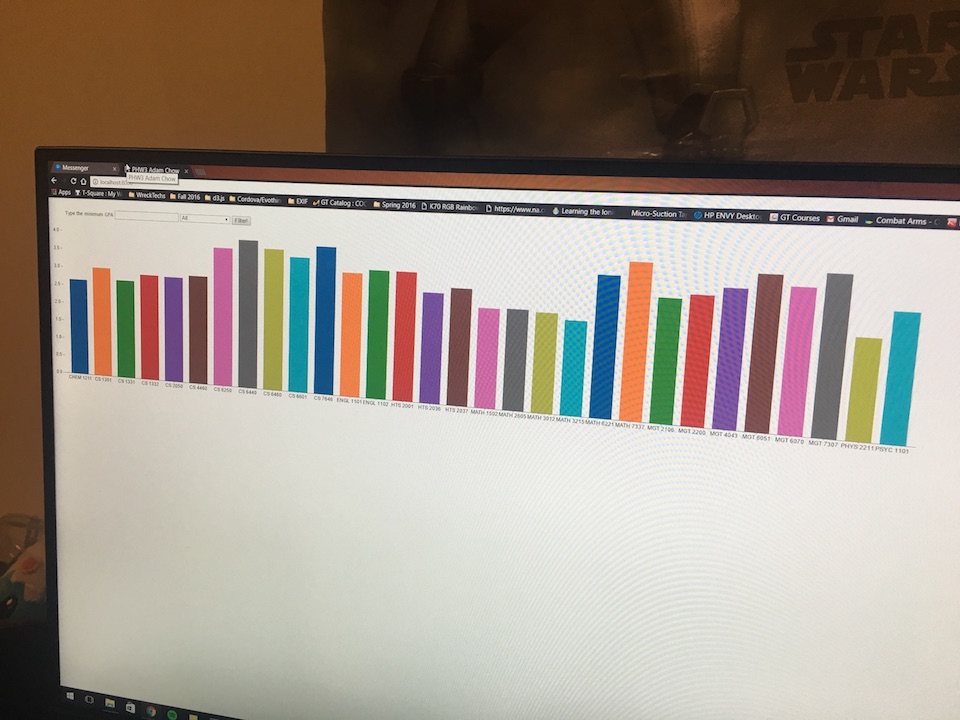 STAR
WARS
Messenger
PHW3 Adam Chow
PHW3 Adam Chow
localhost
Apps T-Square : My W WreckTechs Fall 2016 d3.js Cordova/Evothin EXIF GT Catalog : CO Spring 2016 K70 RGB Rainbo https://www.na. Learning the Ion Micro-Suction Ta HP ENVY Deskto GT Courses Gmail Combat Arms -
Type the minimum GPA All Filter!
4.0
3.5
3.0
2.5
2.0
1.5
1.0
0.5
0.0
CHEM 1211 CS 1301 CS 1331 CS 1332 CS 2050 CS 4460 CS 6250 CS 6440 CS 6460 CS 6601 CS 7646 ENGL 1101 ENGL 1102 HTS 2001 HTS 2036 HTS 2037 MATH 1502 MATH 2605 MATH 3012 MATH 3215 MATH 6221 MATH 7337 MGT 2106 MGT 2200 MGT 4043 MGT 6051 MGT 6070 MGT 7307 PHYS 2211 PSYC 1101